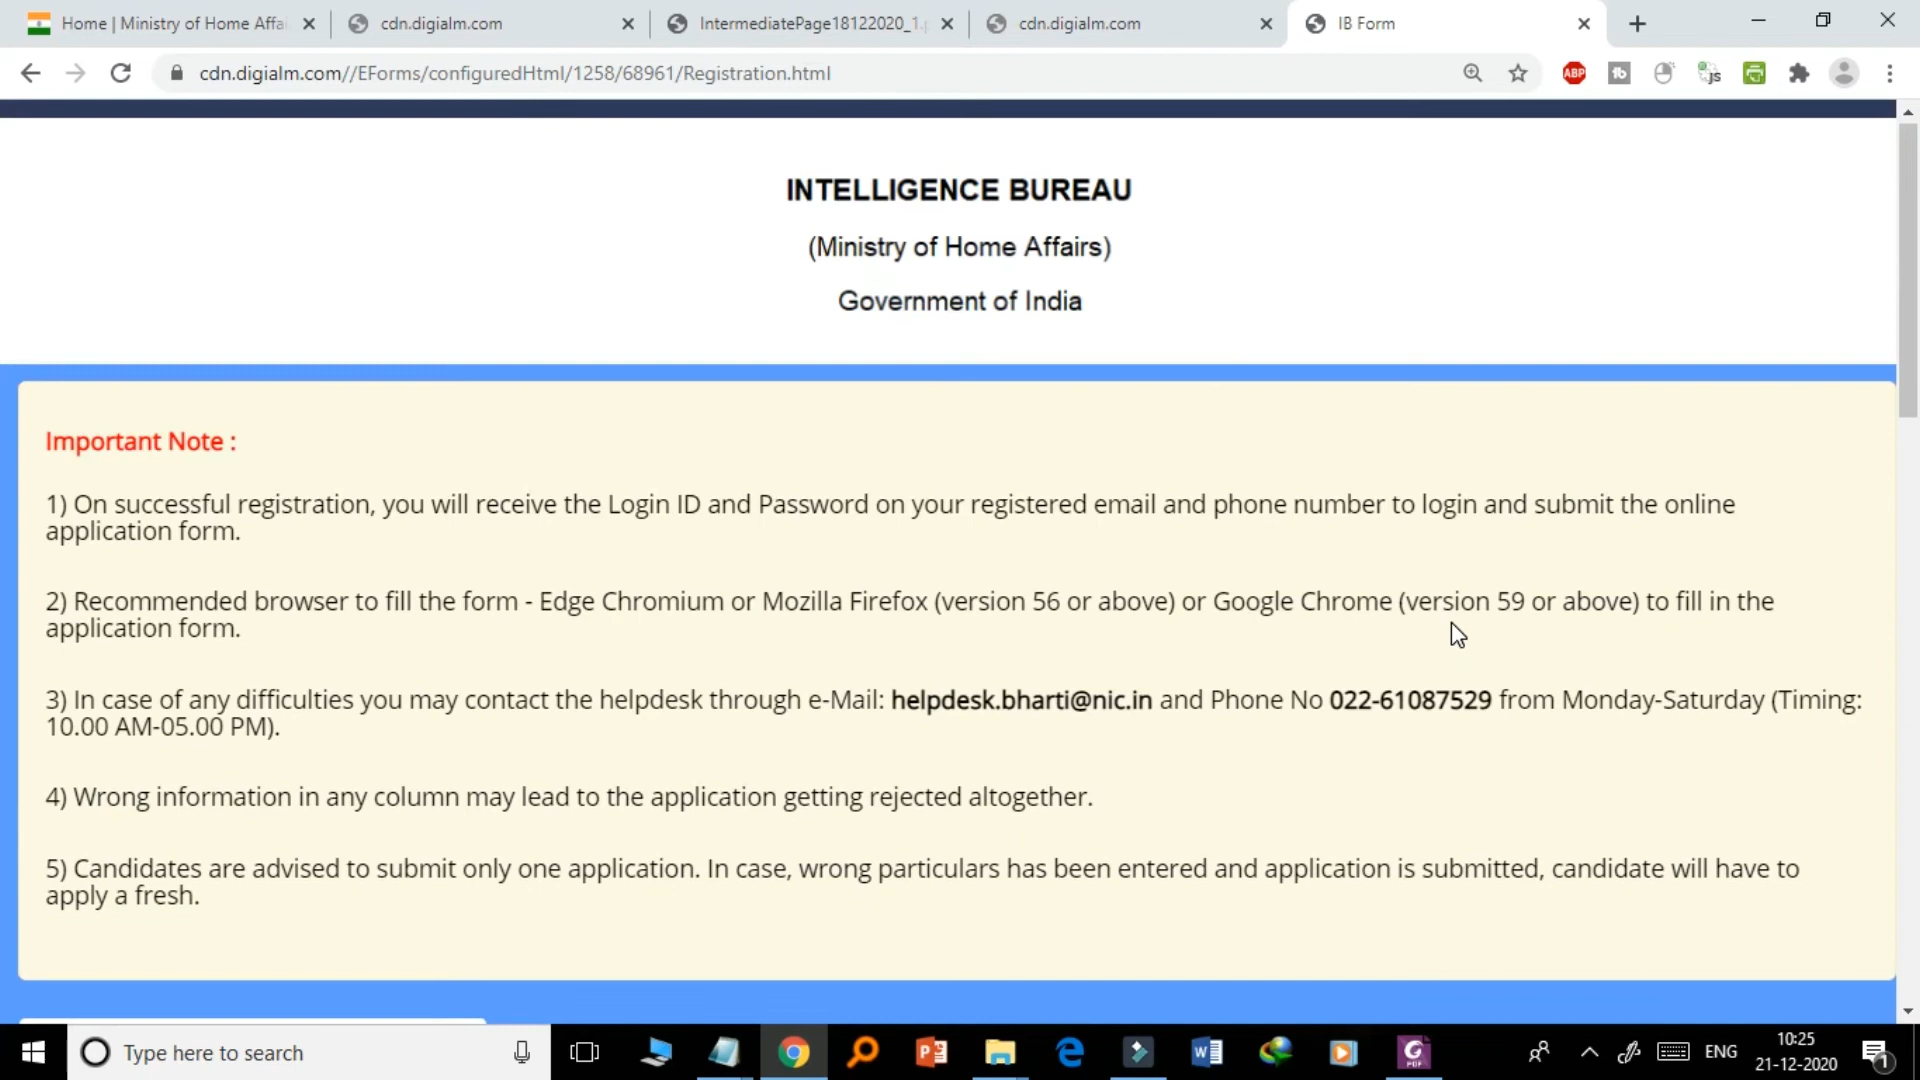 Home | Ministry of Home Affai
cdn.digialm.com
IntermediatePage18122020_1.p
cdn.digialm.com
IB Form
cdn.digialm.com//EForms/configuredHtml/1258/68961/Registration.html
ABP
INTELLIGENCE BUREAU
(Ministry of Home Affairs)
Government of India
Important Note :
1) On successful registration, you will receive the Login ID and Password on your registered email and phone number to login and submit the online
application form.
2) Recommended browser to fill the form - Edge Chromium or Mozilla Firefox (version 56 or above) or Google Chrome (version 59 or above) to fill in the
application form.
3) In case of any difficulties you may contact the helpdesk through e-Mail: helpdesk.bharti@nic.in and Phone No 022-61087529 from Monday-Saturday (Timing:
10.00 AM-05.00 PM).
4) Wrong information in any column may lead to the application getting rejected altogether.
5) Candidates are advised to submit only one application. In case, wrong particulars has been entered and application is submitted, candidate will have to
apply a fresh.
Type here to search
ENG
10:25
21-12-2020
1